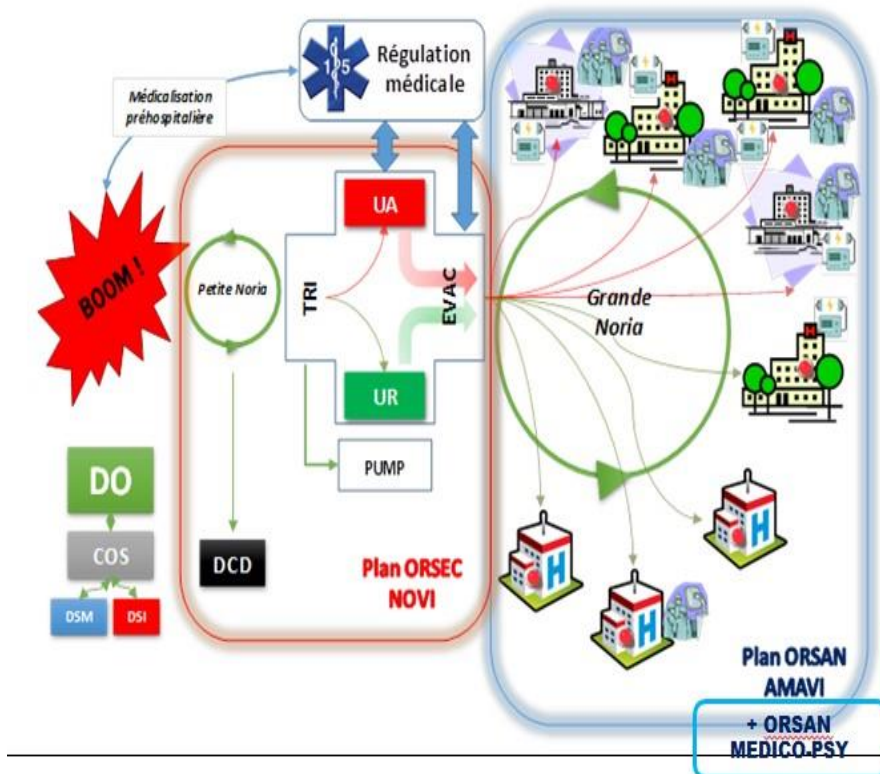 Médicalisation
préhospitalière
15
Régulation
médicale
H
H
H
BOOM !
Petite Noria
TRI
UA
EVAC
UR
PUMP
Grande
Noria
DO
COS
DSM
DSI
DCD
Plan ORSEC
NOVI
H
H
H
Plan ORSAN
AMAVI
+ ORSAN
MEDICO-PSY